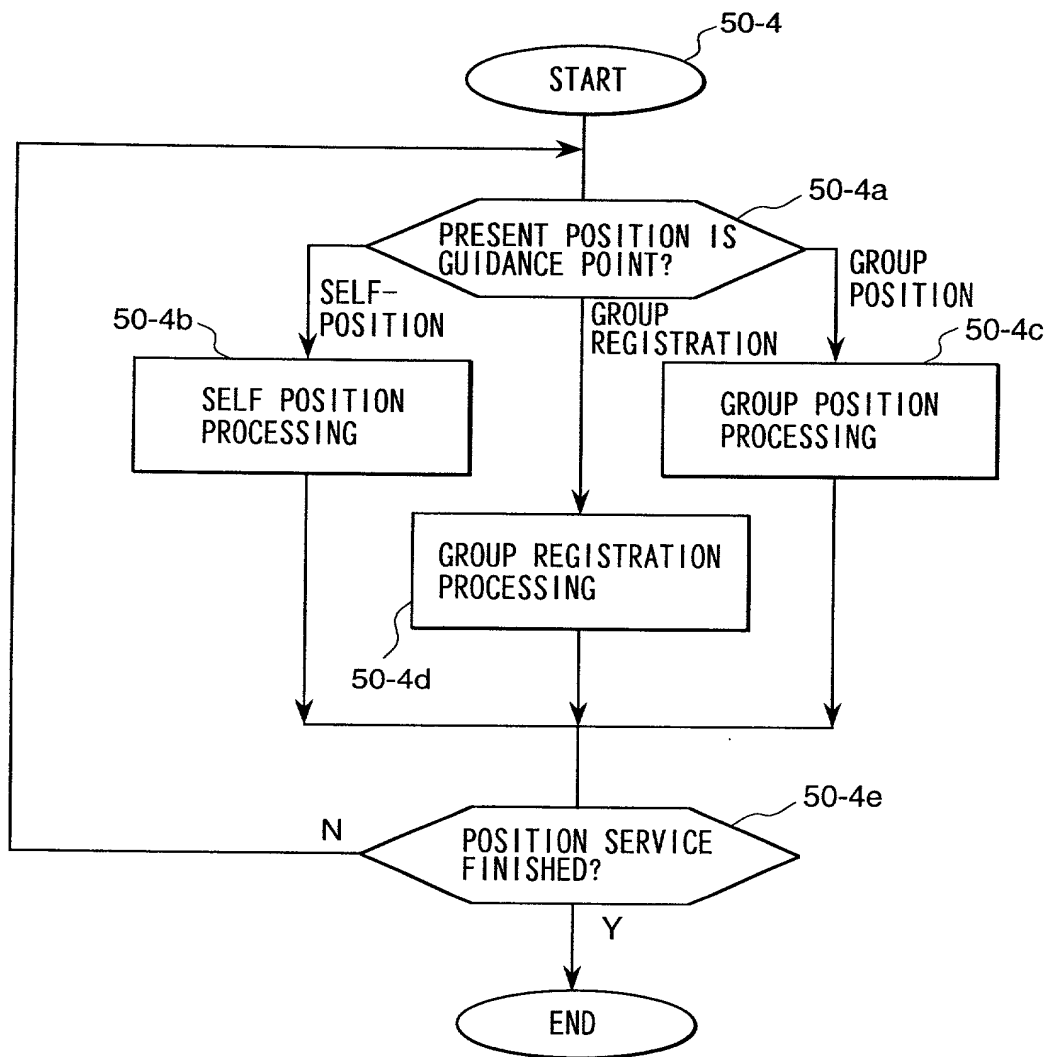 50-4
START
50-4a
PRESENT POSITION IS
GUIDANCE POINT?
SELF-
POSITION
GROUP
REGISTRATION
GROUP
POSITION
50-4b
50-4c
SELF POSITION
PROCESSING
GROUP POSITION
PROCESSING
GROUP REGISTRATION
PROCESSING
50-4d
50-4e
N
POSITION SERVICE
FINISHED?
Y
END